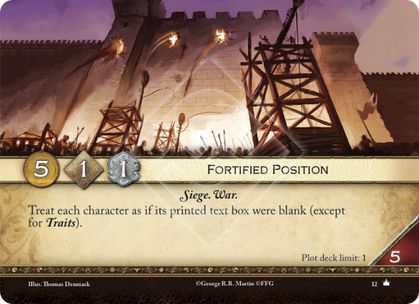 5 1 1 Fortified Position
Siege. War.
Treat each character as if its printed text box were blank (except
for Traits).
Plot deck limit: 1
5
Illus. Thomas Denmark ©George R.R. Martin ©FFG 12